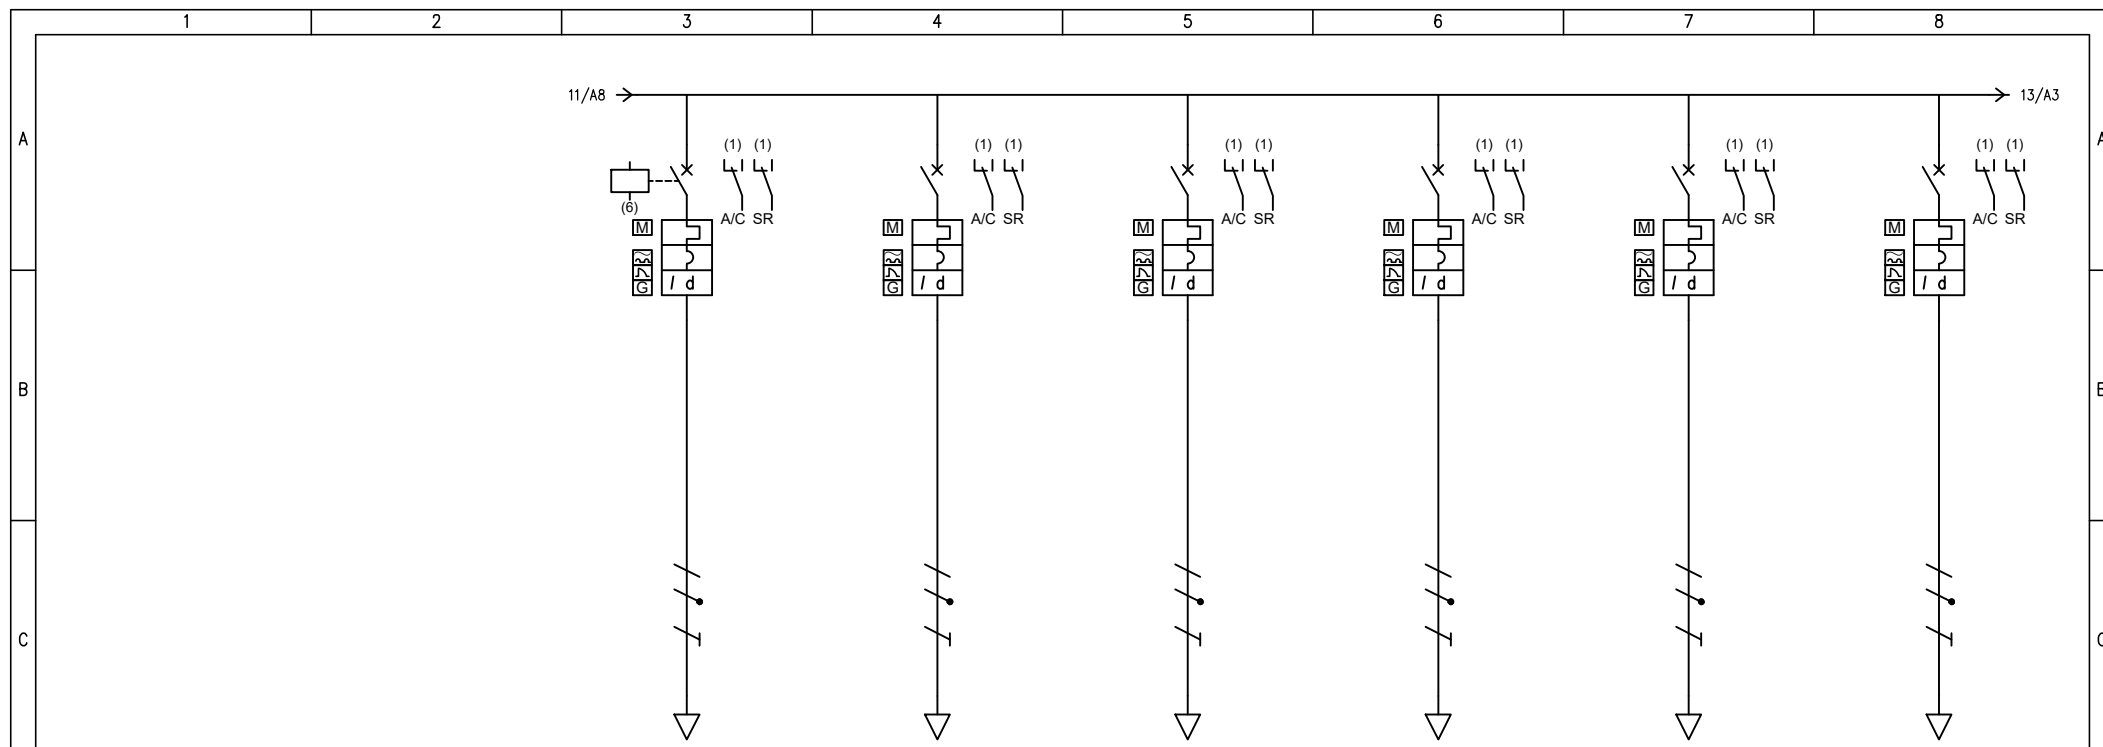 1 2 3 4 5 6 7 8
11/A8 13/A3
A A
(1) (1) (1) (1) (1) (1) (1) (1) (1) (1) (1) (1)
(6)
A/C SR A/C SR A/C SR A/C SR A/C SR A/C SR
M M M M M M
G I d G I d G I d G I d G I d G I d
B
C